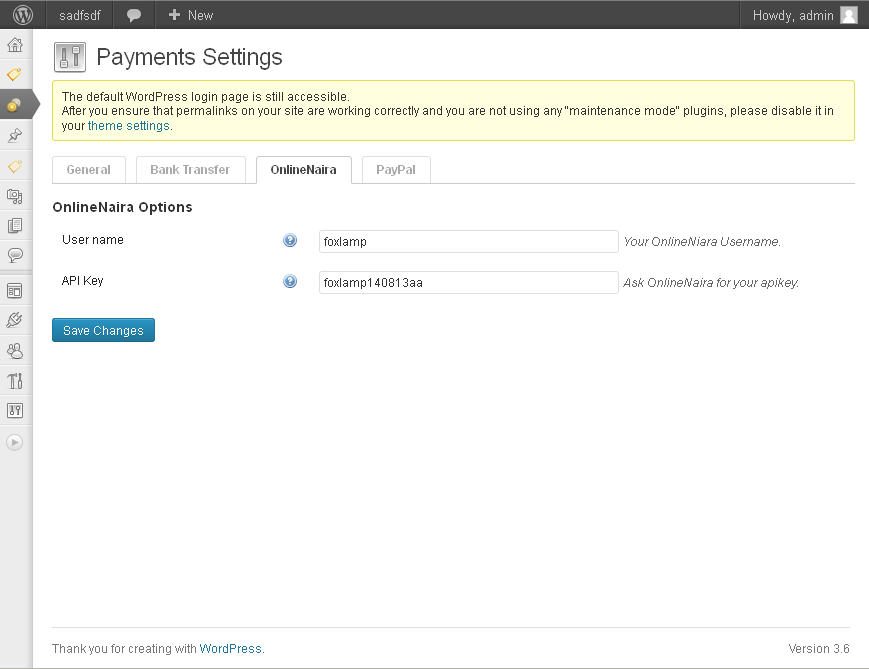 sadfsdf New Howdy, admin
Payments Settings
The default WordPress login page is still accessible.
After you ensure that permalinks on your site are working correctly and you are not using any "maintenance mode" plugins, please disable it in
your theme settings.
General Bank Transfer OnlineNaira PayPal
OnlineNaira Options
User name foxlamp Your OnlineNiara Username.
API Key foxlamp140813aa Ask OnlineNaira for your apikey.
Save Changes
Thank you for creating with WordPress. Version 3.6